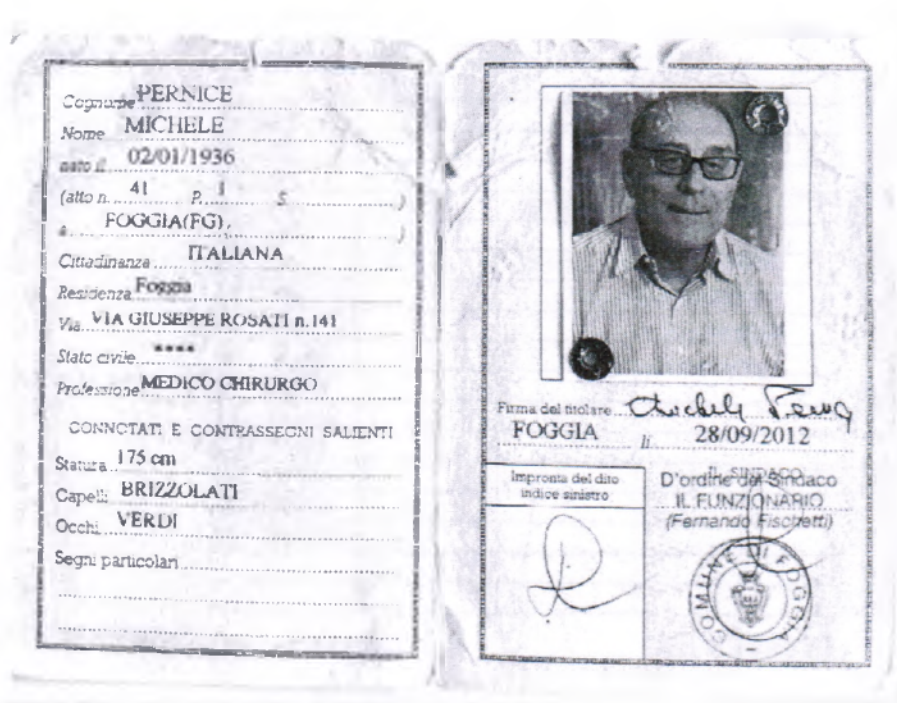 Cognome PERNICE
Nome MICHELE
nato il 02/01/1936
(atto n. 41 P. 1 S. )
a FOGGIA(FG), )
Cittadinanza ITALIANA
Residenza Foggia
Via VIA GIUSEPPE ROSATI n.141
Stato civile ****
Professione MEDICO CHIRURGO
CONNOTATI E CONTRASSEGNI SALIENTI
Statura 175 cm
Capelli BRIZZOLATI
Occhi VERDI
Segni particolari
Firma del titolare Michele Pernice
FOGGIA li 28/09/2012
Impronta del dito
indice sinistro
IL SINDACO
D'ordine del Sindaco
IL FUNZIONARIO
(Fernando Fischetti)
COMUNE DI FOGGIA